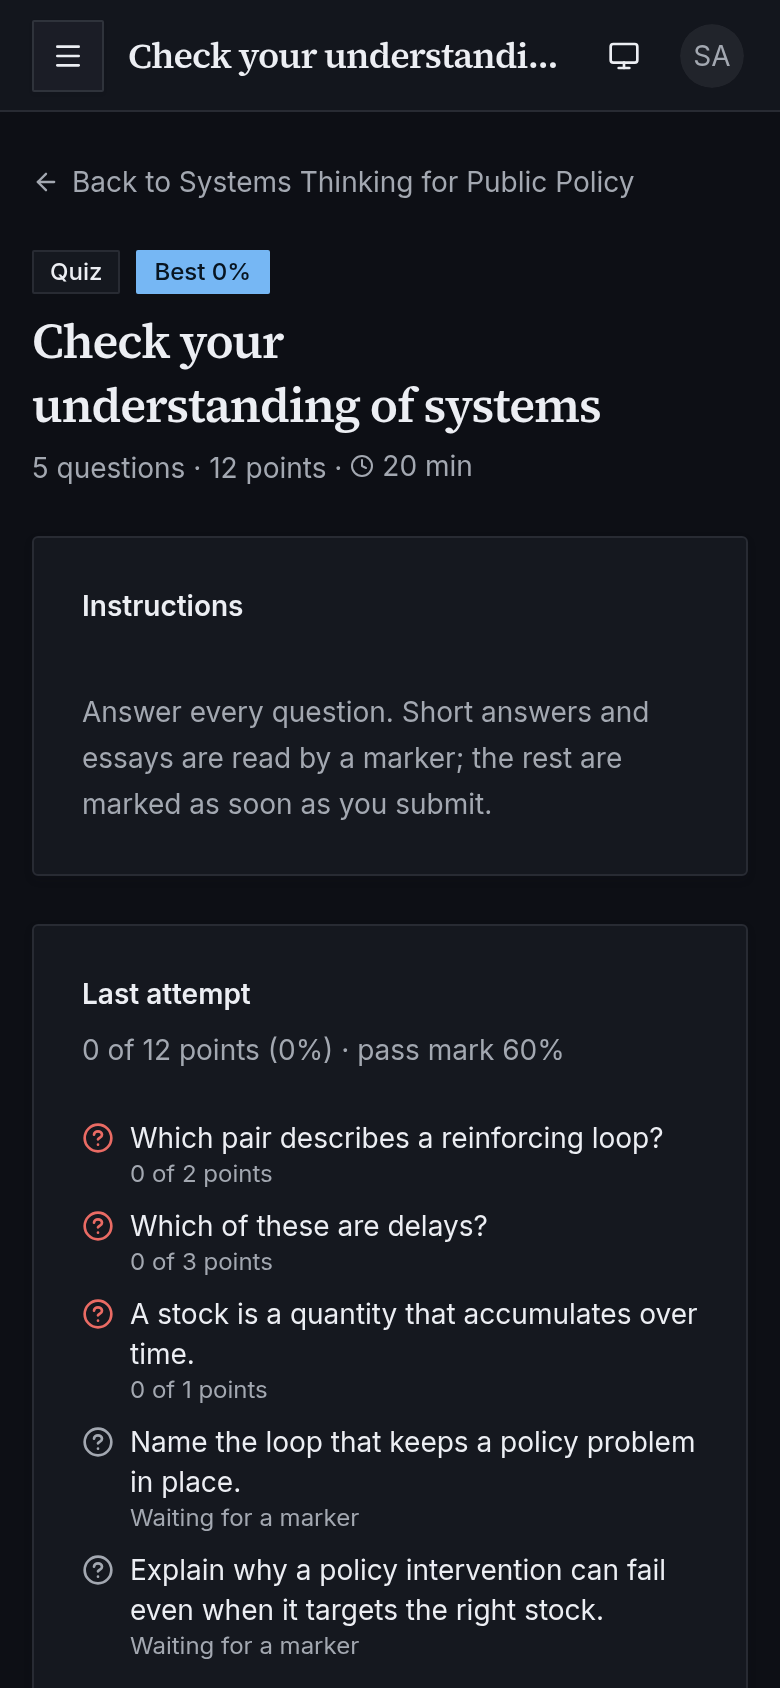 Check your understandi...
SA
Back to Systems Thinking for Public Policy
Quiz
Best 0%
Check your
understanding of systems
5 questions · 12 points · 20 min
Instructions
Answer every question. Short answers and
essays are read by a marker; the rest are
marked as soon as you submit.
Last attempt
0 of 12 points (0%) · pass mark 60%
Which pair describes a reinforcing loop?
0 of 2 points
Which of these are delays?
0 of 3 points
A stock is a quantity that accumulates over
time.
0 of 1 points
Name the loop that keeps a policy problem
in place.
Waiting for a marker
Explain why a policy intervention can fail
even when it targets the right stock.
Waiting for a marker